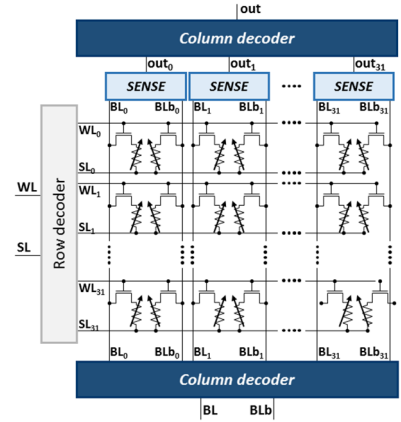 out
Column decoder
out0 out1 out31
SENSE SENSE SENSE
BL0 BLb0 BL1 BLb1 BL31 BLb31
WL0
SL0
WL
WL1
Row decoder
SL
SL1
WL31
SL31
BL0 BLb0 BL1 BLb1 BL31 BLb31
Column decoder
BL BLb